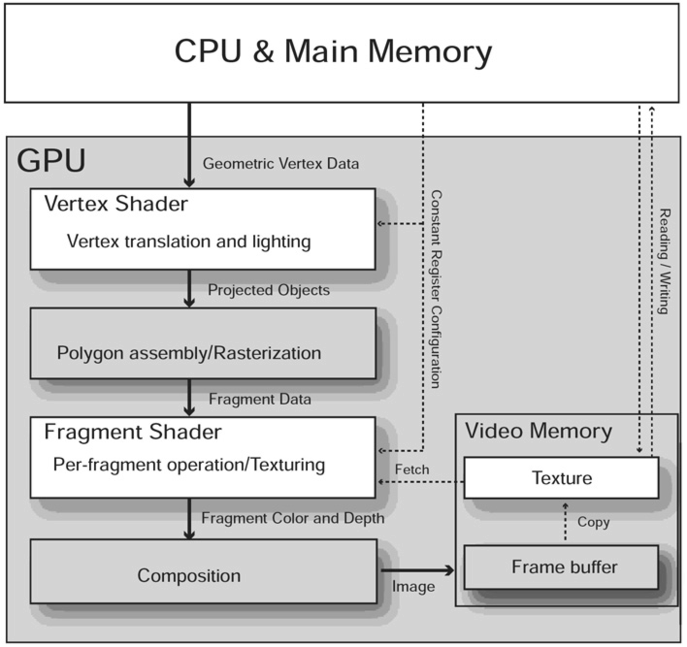 CPU & Main Memory
GPU
Geometric Vertex Data
Vertex Shader
Vertex translation and lighting
Constant Register Configuration
Reading / Writing
Projected Objects
Polygon assembly/Rasterization
Fragment Data
Fragment Shader
Per-fragment operation/Texturing
Fetch
Video Memory
Texture
Copy
Frame buffer
Fragment Color and Depth
Composition
Image